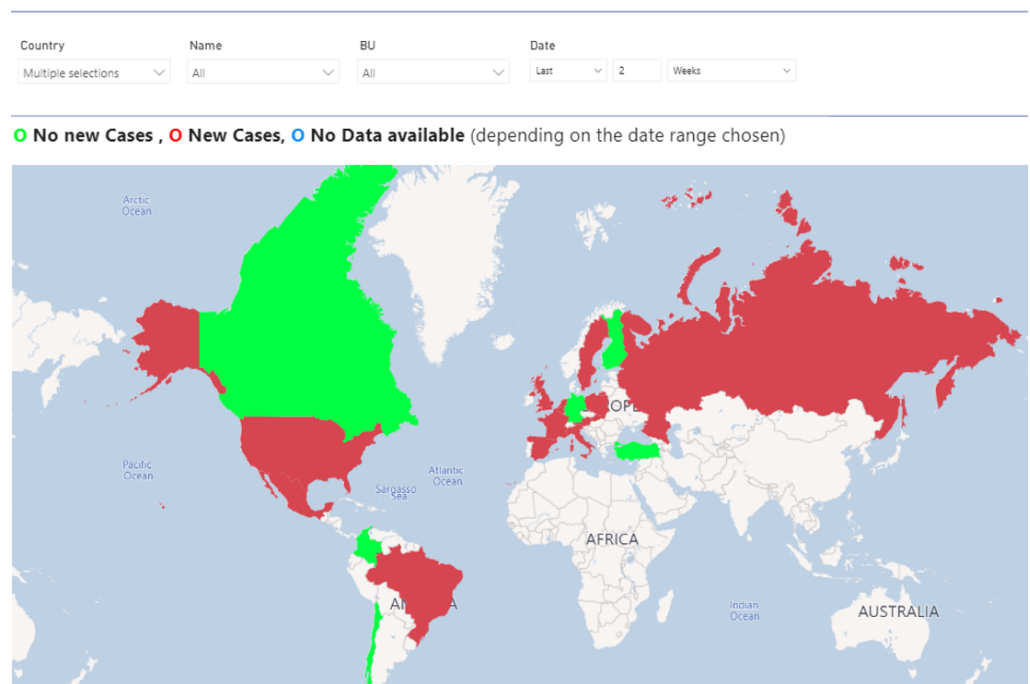 Country Name BU Date
Multiple selections All All Last 2 Weeks
O No new Cases , O New Cases, O No Data available (depending on the date range chosen)
Arctic
Ocean
EUROPE
Pacific
Ocean
Atlantic
Ocean
Sargasso
Sea
AFRICA
Indian
Ocean
AUSTRALIA